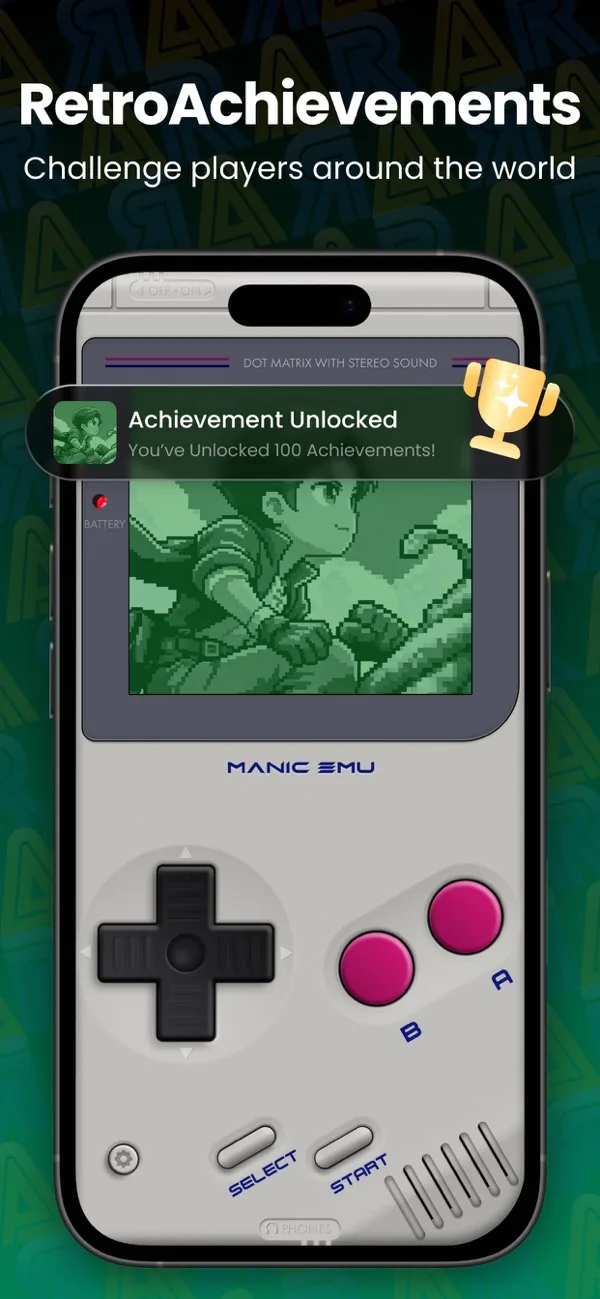 RetroAchievements
Challenge players around the world
OFF•ON
DOT MATRIX WITH STEREO SOUND
Achievement Unlocked
You’ve Unlocked 100 Achievements!
BATTERY
MANIC EMU
A
B
SELECT
START
PHONES